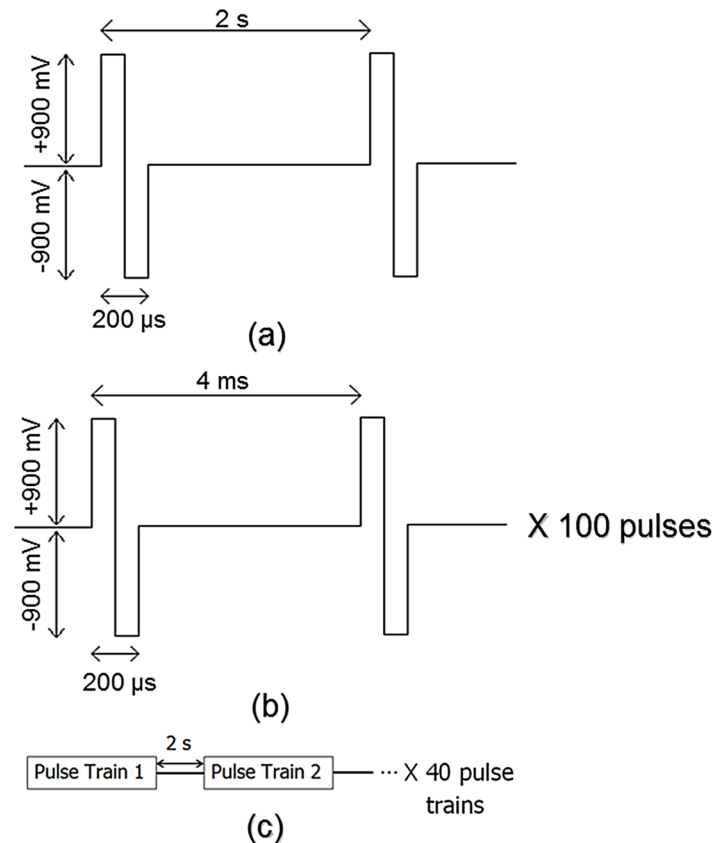 2 s
+900 mV
-900 mV
200 µs
(a)
4 ms
+900 mV
-900 mV
X 100 pulses
200 µs
(b)
2 s
Pulse Train 1
Pulse Train 2
··· X 40 pulse
trains
(c)